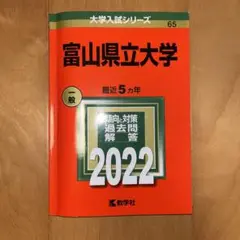 大学入試シリーズ
65
富山県立大学
最近5カ年
一般
傾向と対策
過去問
解答
2022
教学社